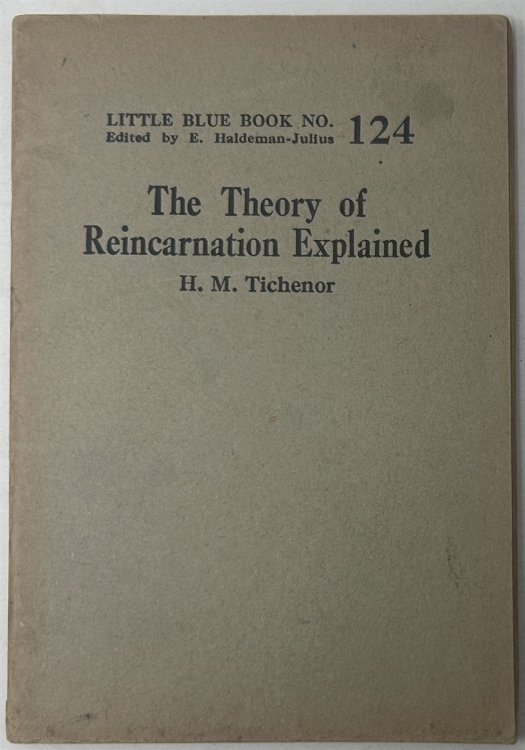 LITTLE BLUE BOOK NO. 124
Edited by E. Haldeman-Julius
The Theory of
Reincarnation Explained
H. M. Tichenor